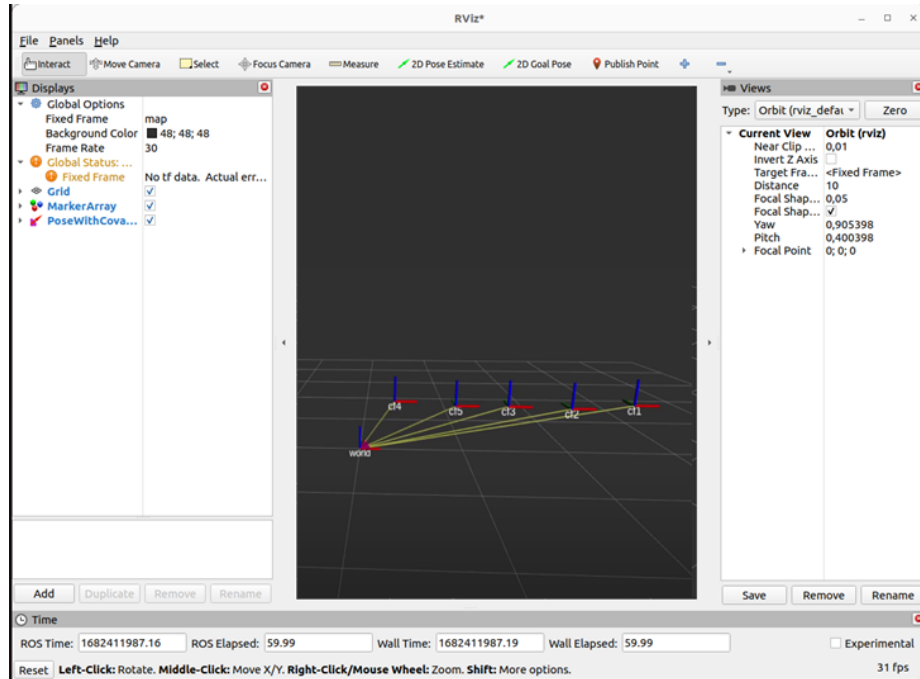 RViz*
File Panels Help
Interact Move Camera Select Focus Camera Measure 2D Pose Estimate 2D Goal Pose Publish Point
Displays
Global Options
Fixed Frame map
Background Color 48; 48; 48
Frame Rate 30
Global Status: ...
Fixed Frame No tf data. Actual err...
Grid
MarkerArray
PoseWithCova...
Add Duplicate Remove Rename
cf4 cf5 cf3 cf2 cf1
world
Views
Type: Orbit (rviz_defau Zero
Current View Orbit (rviz)
Near Clip ... 0,01
Invert Z Axis
Target Fra... <Fixed Frame>
Distance 10
Focal Shap... 0,05
Focal Shap...
Yaw 0,905398
Pitch 0,400398
Focal Point 0; 0; 0
Save Remove Rename
Time
ROS Time: 1682411987.16 ROS Elapsed: 59.99 Wall Time: 1682411987.19 Wall Elapsed: 59.99 Experimental
Reset Left-Click: Rotate. Middle-Click: Move X/Y. Right-Click/Mouse Wheel: Zoom. Shift: More options. 31 fps